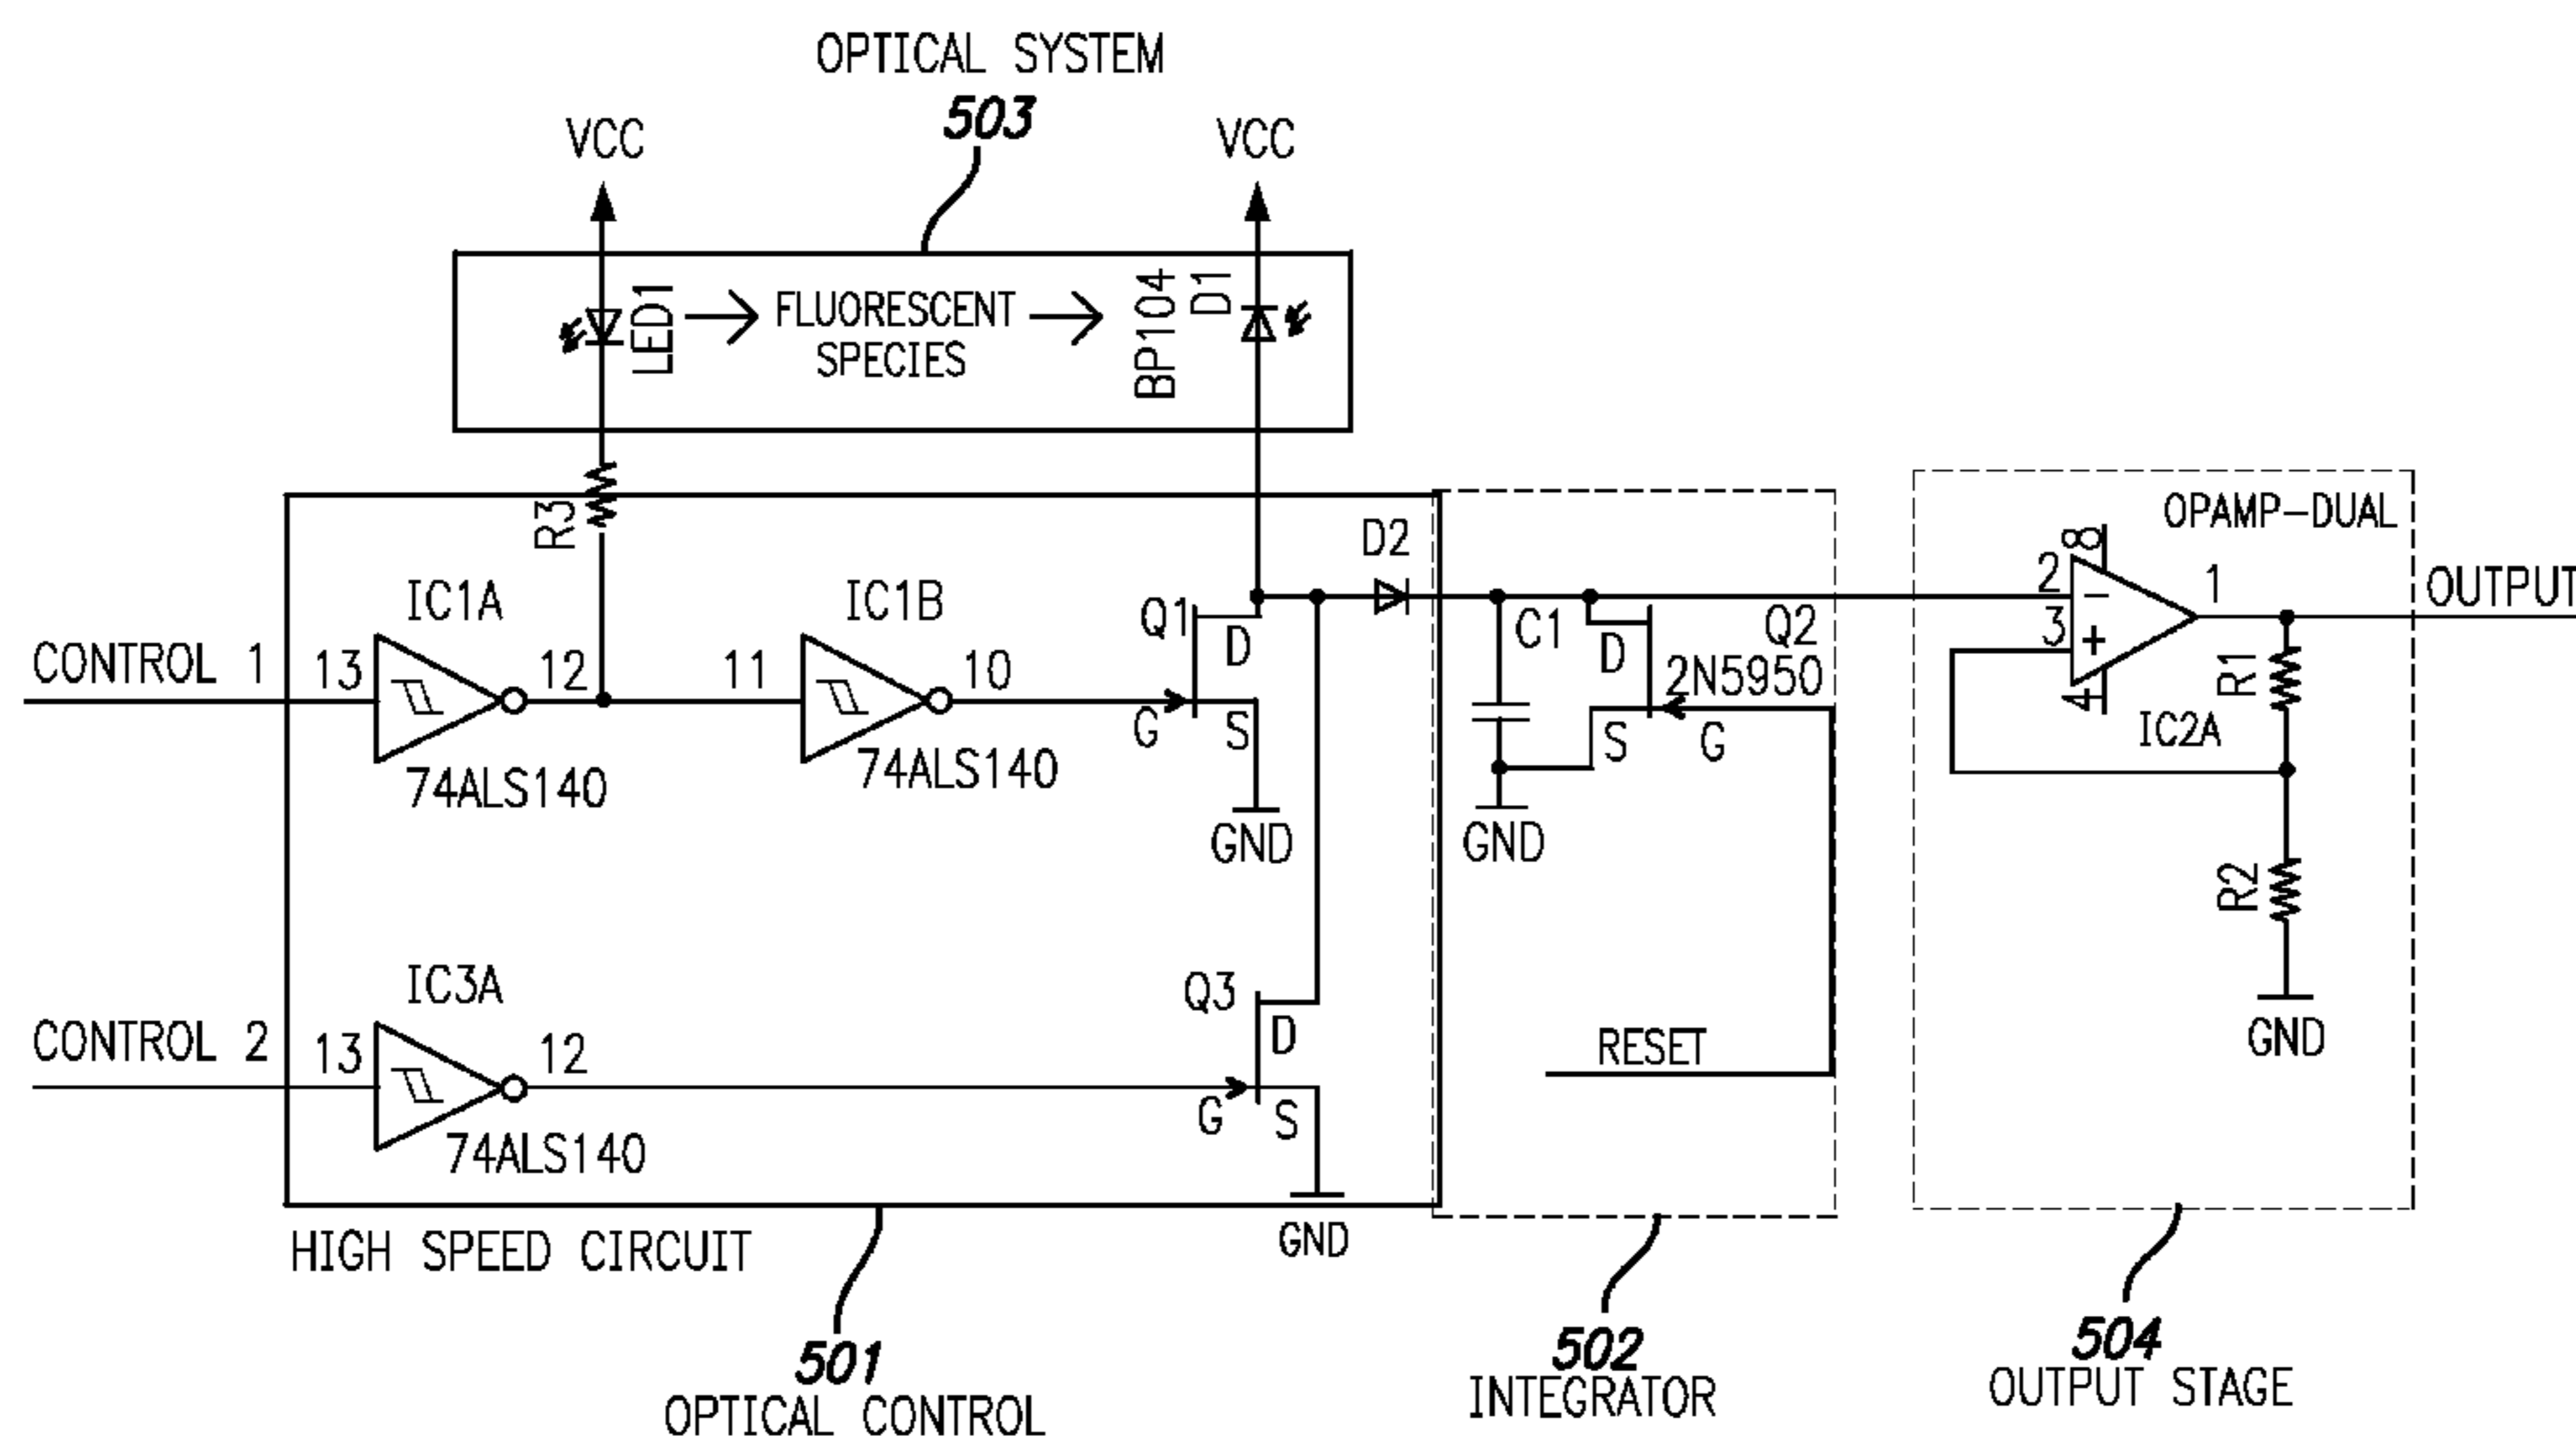 OPTICAL SYSTEM
503
VCC
VCC
LED1
FLUORESCENT
SPECIES
BP104
D1
R3
D2
OPAMP-DUAL
IC1A
IC1B
Q1
D
C1
D
Q2
2N5950
2
8
-
3
+
1
OUTPUT
4
R1
IC2A
CONTROL 1
13
12
11
10
G
S
S
G
74ALS140
74ALS140
GND
GND
R2
GND
IC3A
Q3
D
RESET
CONTROL 2
13
12
G
S
74ALS140
GND
HIGH SPEED CIRCUIT
501
OPTICAL CONTROL
502
INTEGRATOR
504
OUTPUT STAGE